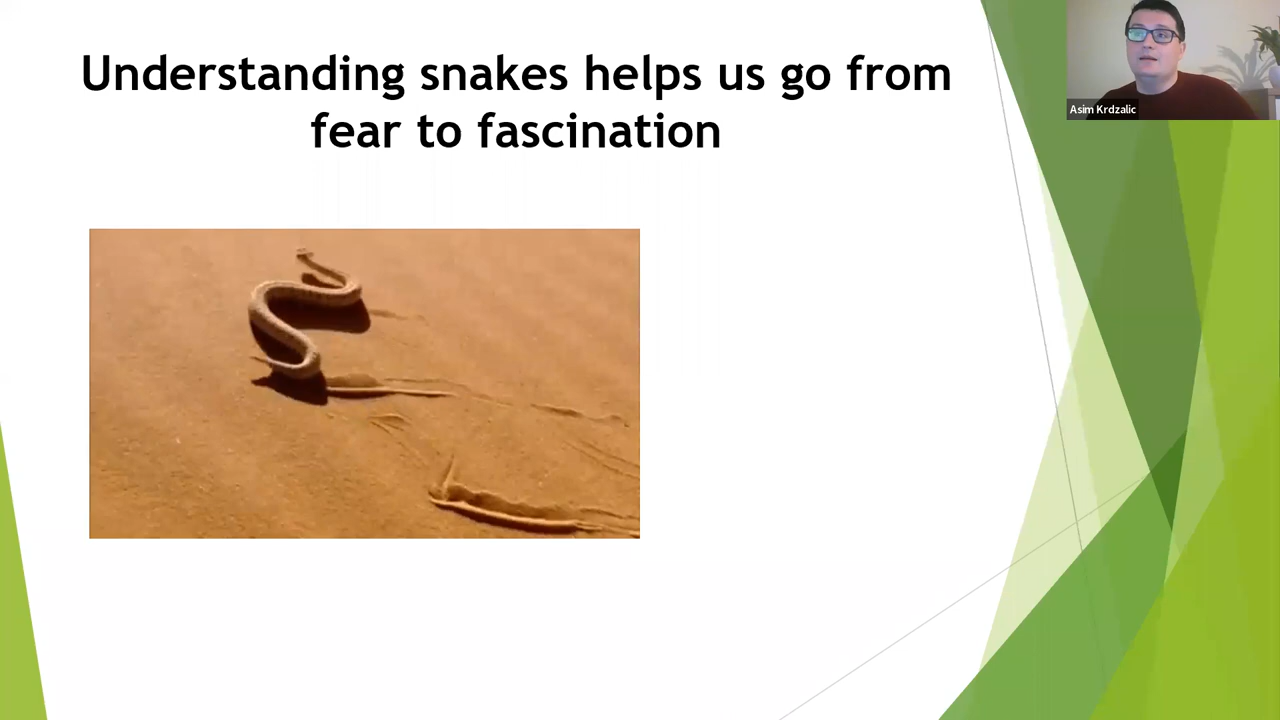 Understanding snakes helps us go from
fear to fascination
Asim Krdzalic